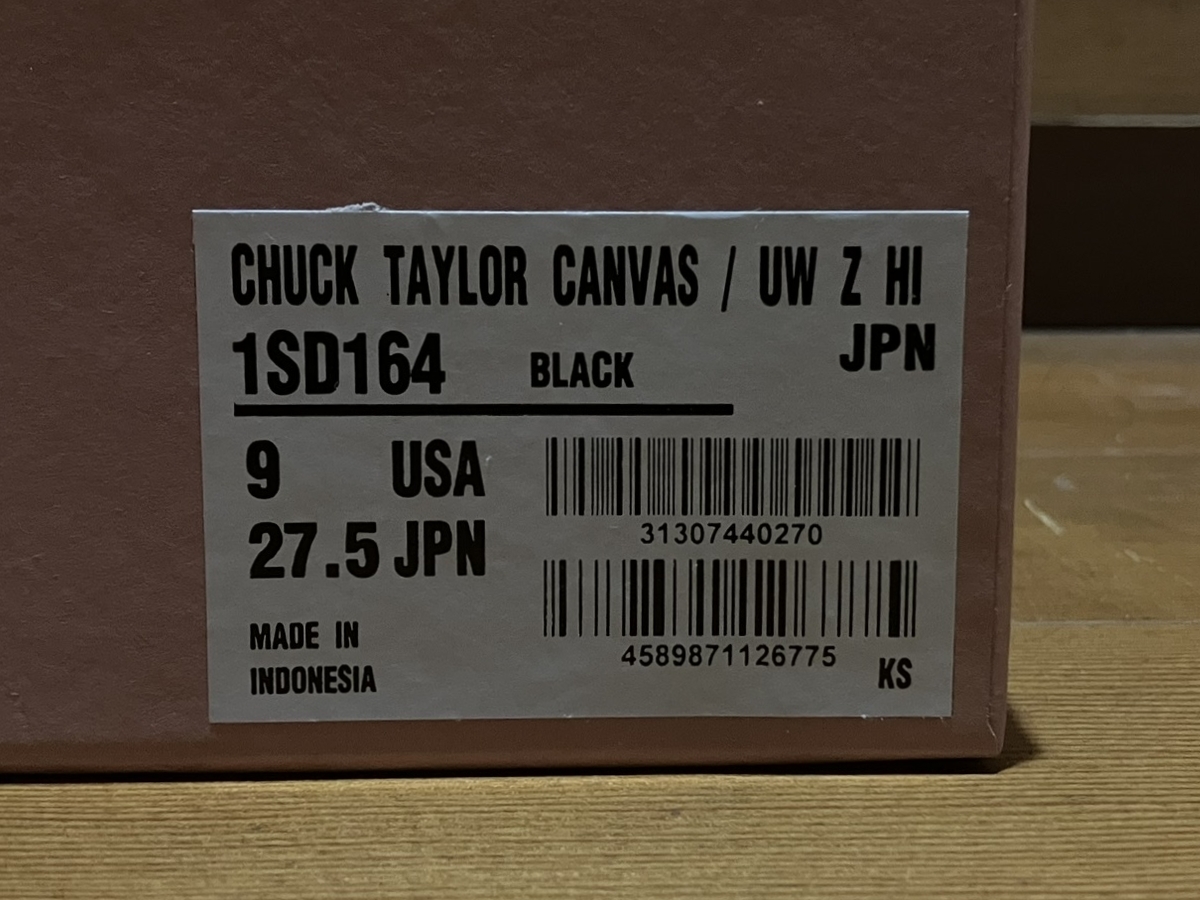 CHUCK TAYLOR CANVAS / UW Z HI
1SD164 BLACK JPN
9 USA
27.5 JPN
31307440270
4589871126775
MADE IN
INDONESIA
KS